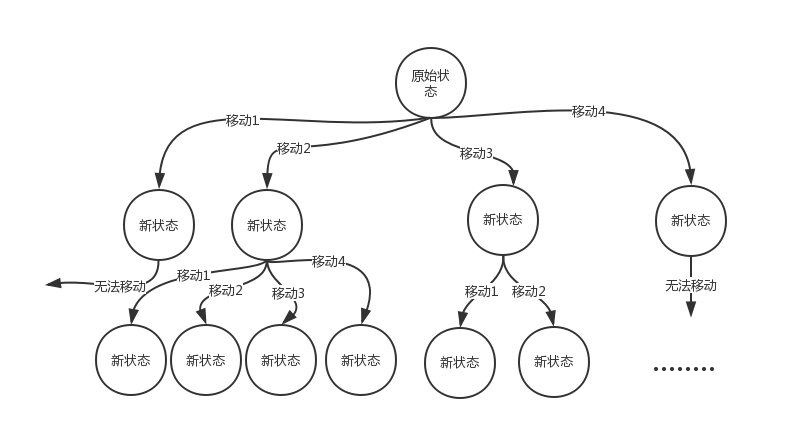 原始状
态
移动1
移动2
移动3
移动4
新状态
新状态
新状态
新状态
无法移动
移动1
移动2
移动3
移动4
移动1
移动2
无法移动
新状态
新状态
新状态
新状态
新状态
新状态
........